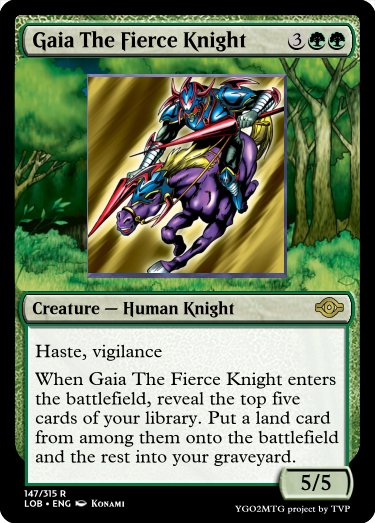 Gaia The Fierce Knight 3
Creature — Human Knight
Haste, vigilance
When Gaia The Fierce Knight enters
the battlefield, reveal the top five
cards of your library. Put a land card
from among them onto the battlefield
and the rest into your graveyard.
5/5
147/315 R
LOB • ENG Konami
YGO2MTG project by TVP